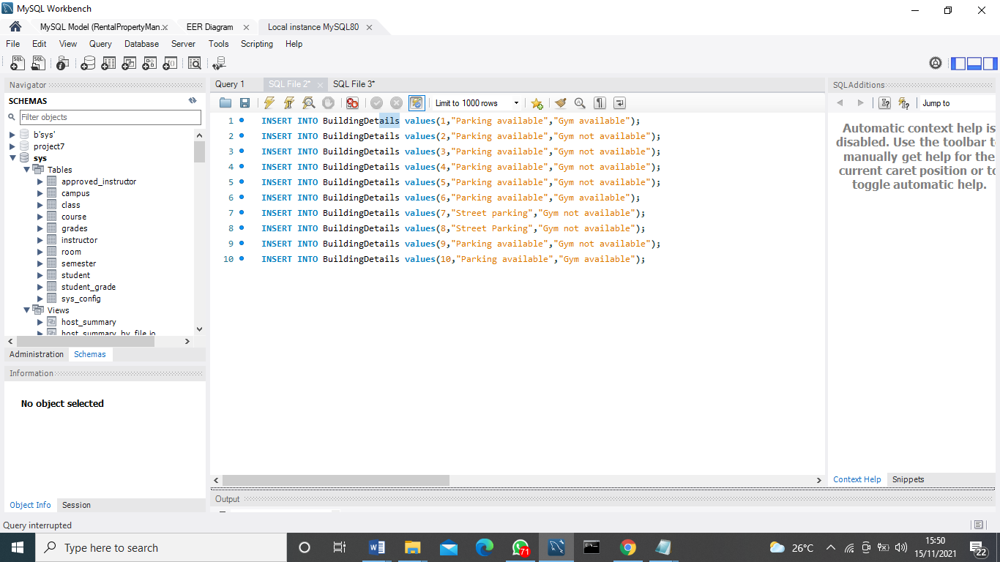 MySQL Workbench
MySQL Model (RentalPropertyMan... x EER Diagram x Local instance MySQL80 x
File Edit View Query Database Server Tools Scripting Help
Navigator
SCHEMAS
Filter objects
b'sys'
project7
sys
Tables
approved_instructor
campus
class
course
grades
instructor
room
semester
student
student_grade
sys_config
Views
host_summary
host_summary_by_file_io
Administration Schemas
Information
No object selected
Object Info Session
Query interrupted
Query 1 SQL File 2* x SQL File 3*
Limit to 1000 rows
1 INSERT INTO BuildingDetails values(1,"Parking available","Gym available");
2 INSERT INTO BuildingDetails values(2,"Parking available","Gym not available");
3 INSERT INTO BuildingDetails values(3,"Parking available","Gym not available");
4 INSERT INTO BuildingDetails values(4,"Parking available","Gym not available");
5 INSERT INTO BuildingDetails values(5,"Parking available","Gym not available");
6 INSERT INTO BuildingDetails values(6,"Parking available","Gym available");
7 INSERT INTO BuildingDetails values(7,"Street parking","Gym not available");
8 INSERT INTO BuildingDetails values(8,"Street Parking","Gym not available");
9 INSERT INTO BuildingDetails values(9,"Parking available","Gym not available");
10 INSERT INTO BuildingDetails values(10,"Parking available","Gym available");
Output
SQLAdditions
Jump to
Automatic context help is
disabled. Use the toolbar t
manually get help for the
current caret position or to
toggle automatic help.
Context Help Snippets
Type here to search
71
26°C
15:50
15/11/2021
22